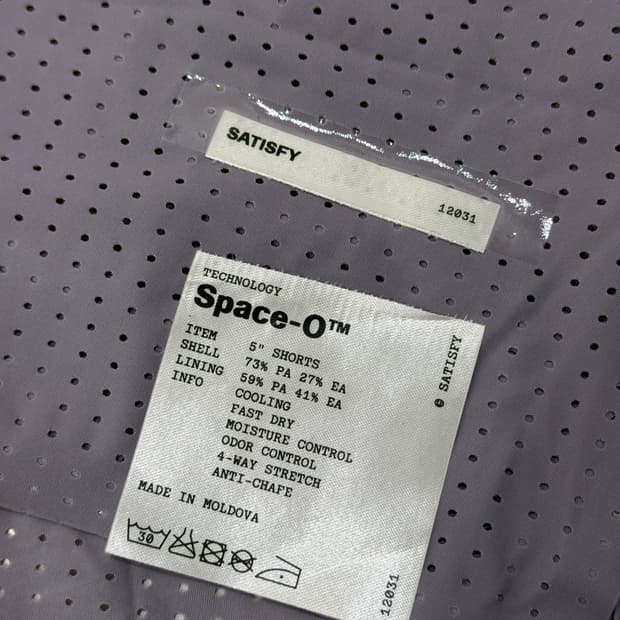 SATISFY
12031
TECHNOLOGY
Space-O™
ITEM 5" SHORTS
SHELL 73% PA 27% EA
LINING 59% PA 41% EA
INFO COOLING
FAST DRY
MOISTURE CONTROL
ODOR CONTROL
4-WAY STRETCH
ANTI-CHAFE
MADE IN MOLDOVA
30
© SATISFY
12031